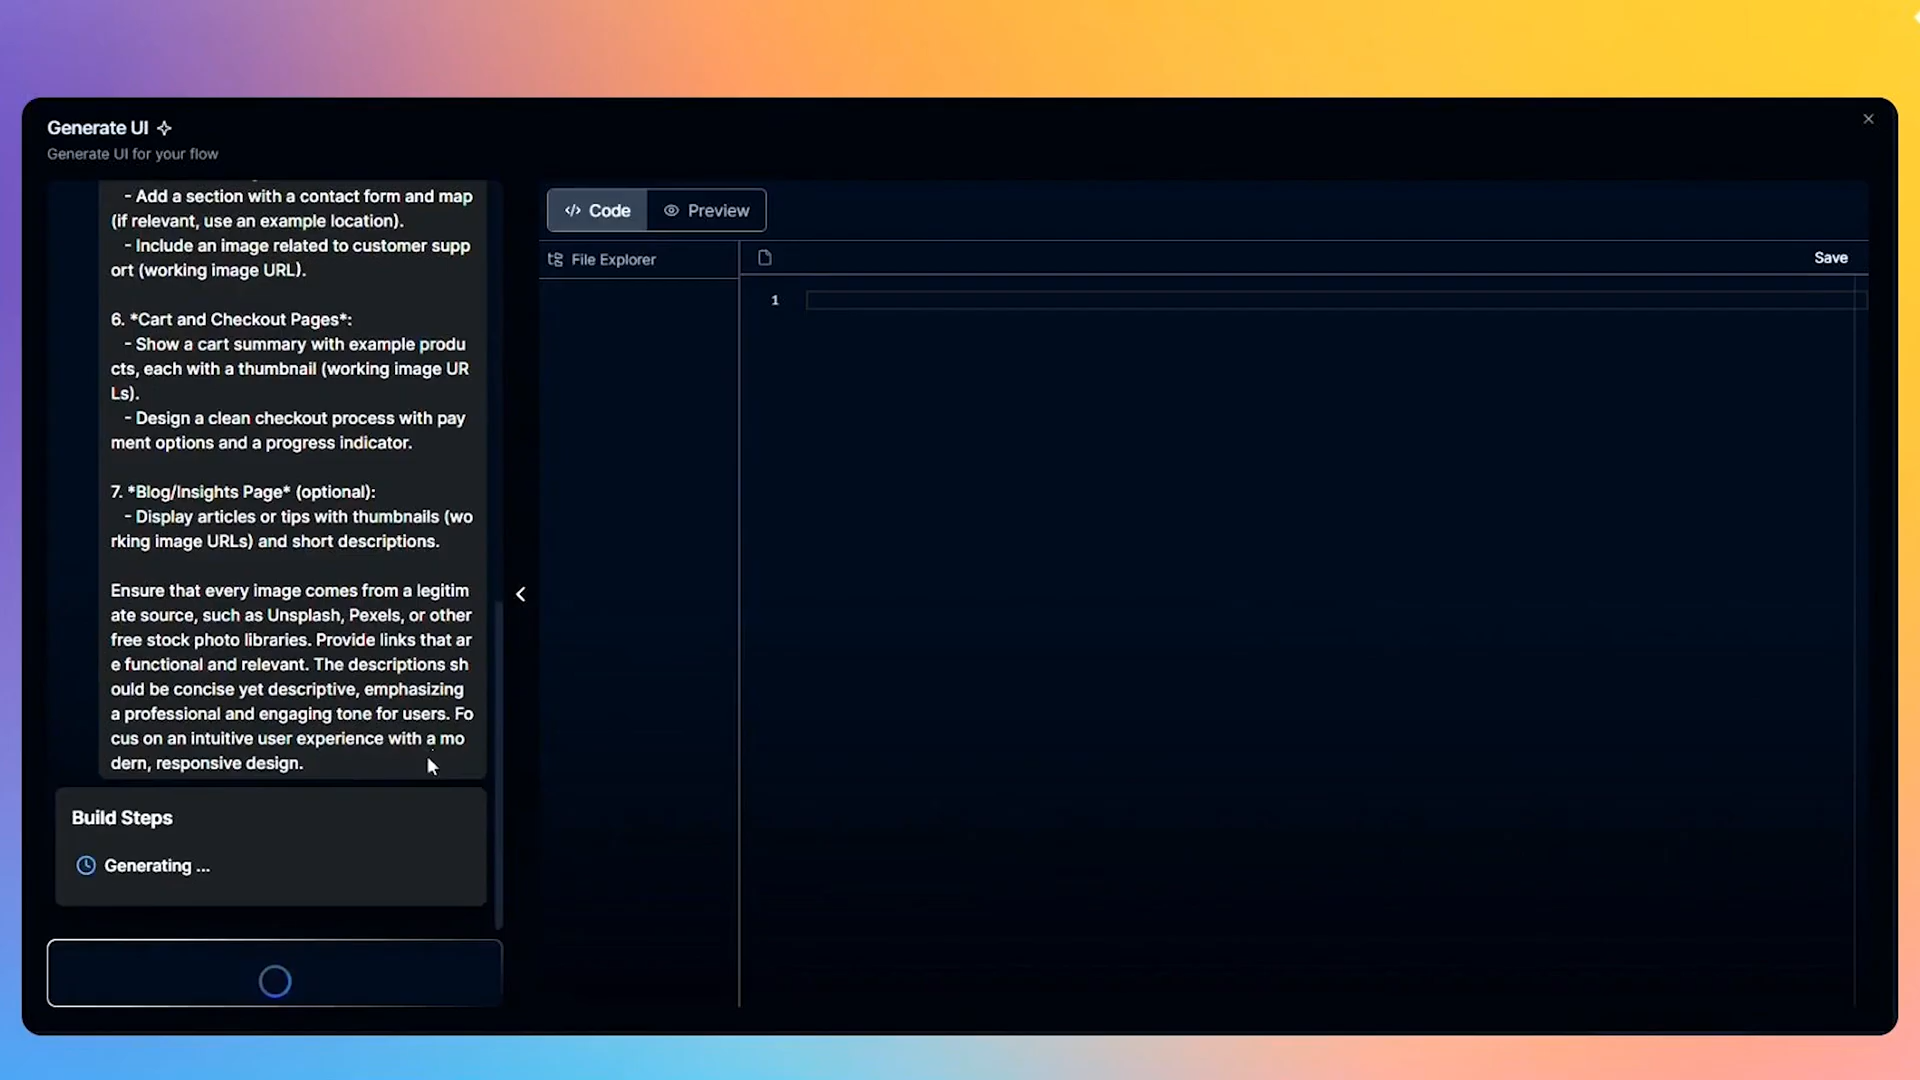 Generate UI
Generate UI for your flow
- Add a section with a contact form and map
(if relevant, use an example location).
- Include an image related to customer supp
ort (working image URL).
6. *Cart and Checkout Pages*:
- Show a cart summary with example produ
cts, each with a thumbnail (working image UR
Ls).
- Design a clean checkout process with pay
ment options and a progress indicator.
7. *Blog/Insights Page* (optional):
- Display articles or tips with thumbnails (wo
rking image URLs) and short descriptions.
Ensure that every image comes from a legitim
ate source, such as Unsplash, Pexels, or other
free stock photo libraries. Provide links that ar
e functional and relevant. The descriptions sh
ould be concise yet descriptive, emphasizing
a professional and engaging tone for users. Fo
cus on an intuitive user experience with a mo
dern, responsive design.
Build Steps
Generating ...
</> Code
Preview
File Explorer
Save
1